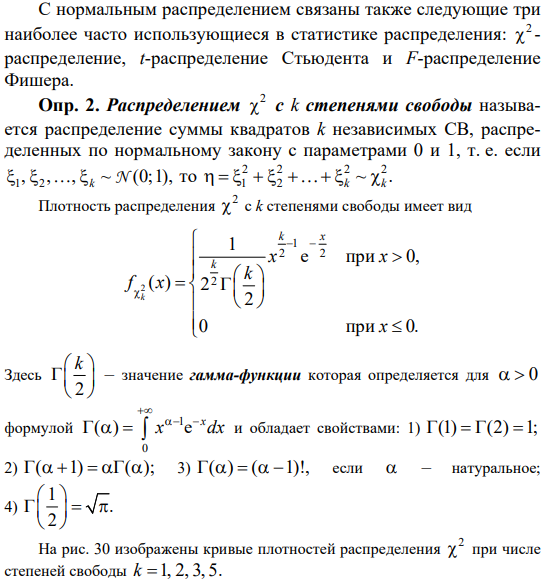 С нормальным распределением связаны также следующие три
наиболее часто использующиеся в статистике распределения: χ²-
распределение, t-распределение Стьюдента и F-распределение
Фишера.
Опр. 2. Распределением χ² с k степенями свободы называ-
ется распределение суммы квадратов k независимых СВ, распре-
деленных по нормальному закону с параметрами 0 и 1, т. е. если
ξ₁, ξ₂,…, ξₖ ~ N(0;1), то η = ξ₁² + ξ₂² + … + ξₖ² ~ χₖ².
Плотность распределения χ² с k степенями свободы имеет вид
f_{χₖ²}(x) = { 1 / (2^{k/2} Γ(k/2)) x^{k/2−1} e^{−x/2} при x > 0,
0 при x ≤ 0.
Здесь Γ(k/2) – значение гамма-функции которая определяется для α > 0
формулой Γ(α) = ∫₀^{+∞} x^{α−1}e^{−x}dx и обладает свойствами: 1) Γ(1) = Γ(2) = 1;
2) Γ(α + 1) = αΓ(α); 3) Γ(α) = (α − 1)!, если α – натуральное;
4) Γ(1/2) = √π.
На рис. 30 изображены кривые плотностей распределения χ² при числе
степеней свободы k = 1, 2, 3, 5.